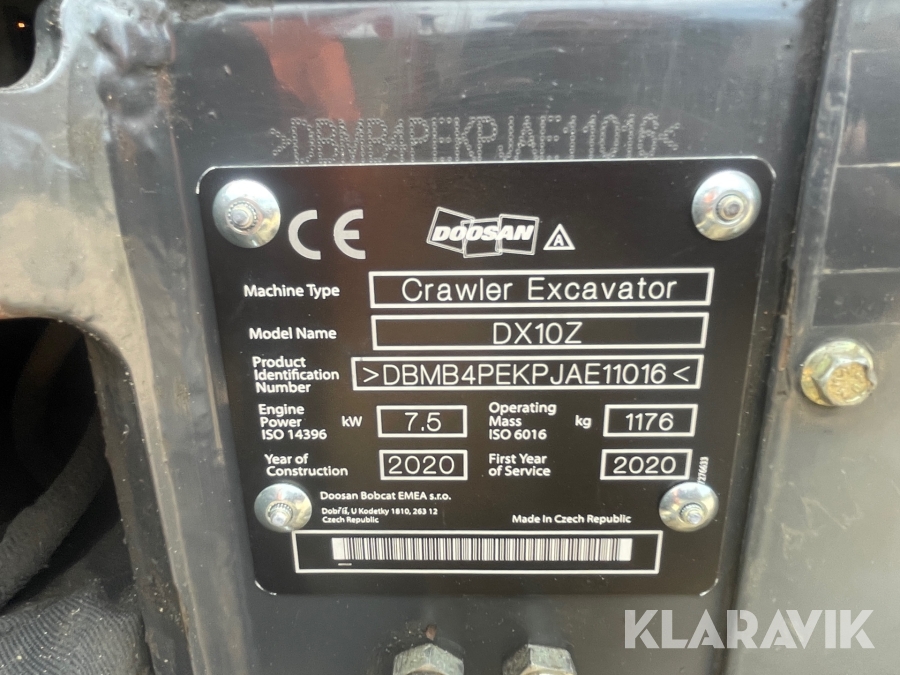 KLARAVIK
>DBMB4PEKPJAE11016<
CE DOOSAN A
Machine Type Crawler Excavator
Model Name DX10Z
Product
Identification
Number >DBMB4PEKPJAE11016<
Engine
Power
ISO 14396 kW 7.5
Operating
Mass
ISO 6016 kg 1176
Year of
Construction 2020
First Year
of Service 2020
7276633
Doosan Bobcat EMEA s.r.o.
Dobříš, U Kodetky 1810, 263 12
Czech Republic
Made In Czech Republic
KLARAVIK